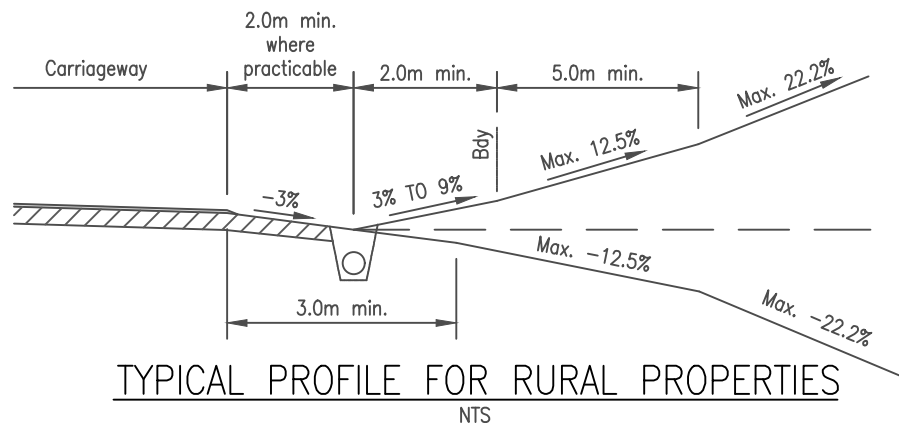 2.0m min.
where
practicable
Carriageway
2.0m min.
5.0m min.
Max. 22.2%
Bdy
Max. 12.5%
3% TO 9%
-3%
Max. -12.5%
3.0m min.
Max. -22.2%
TYPICAL PROFILE FOR RURAL PROPERTIES
NTS